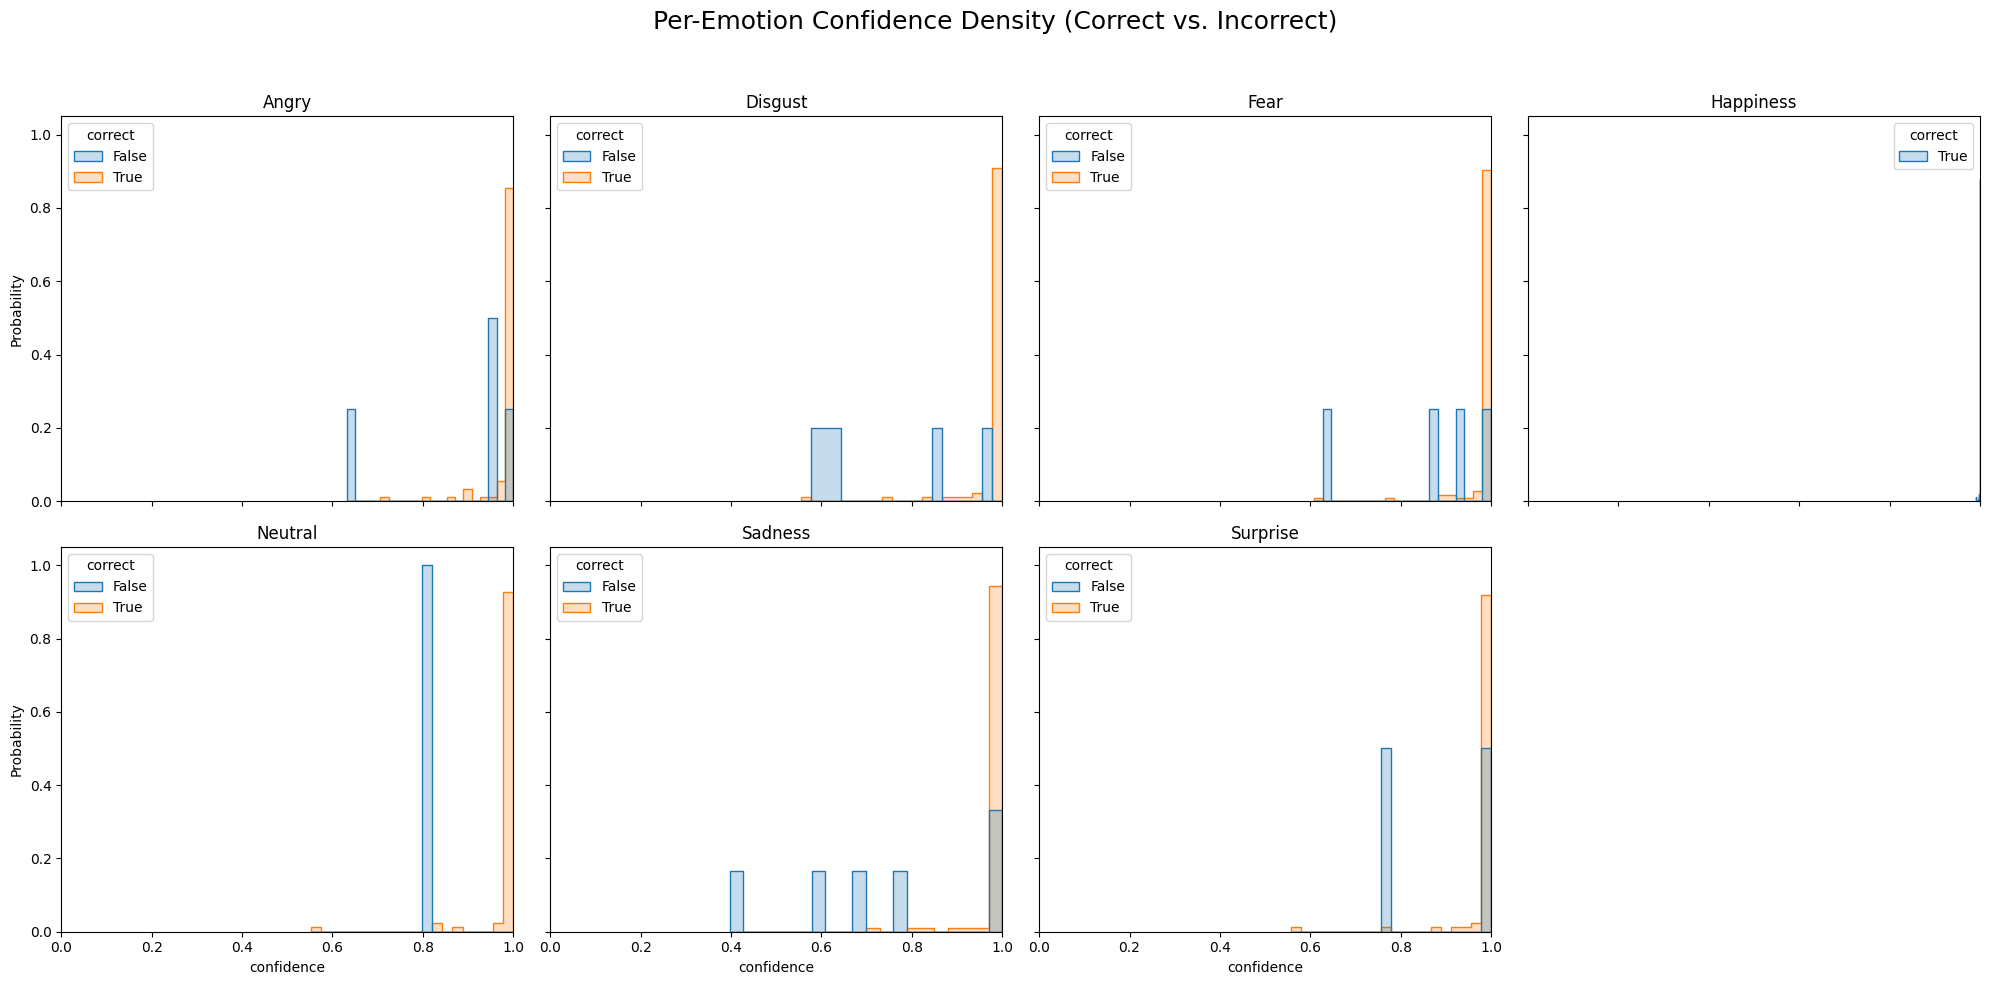 Per-Emotion Confidence Density (Correct vs. Incorrect)
Angry
Disgust
Fear
Happiness
correct
False
True
correct
False
True
correct
False
True
correct
True
Probability
1.0
0.8
0.6
0.4
0.2
0.0
Neutral
Sadness
Surprise
correct
False
True
correct
False
True
correct
False
True
Probability
1.0
0.8
0.6
0.4
0.2
0.0
0.0 0.2 0.4 0.6 0.8 1.0
0.0 0.2 0.4 0.6 0.8 1.0
0.0 0.2 0.4 0.6 0.8 1.0
confidence
confidence
confidence